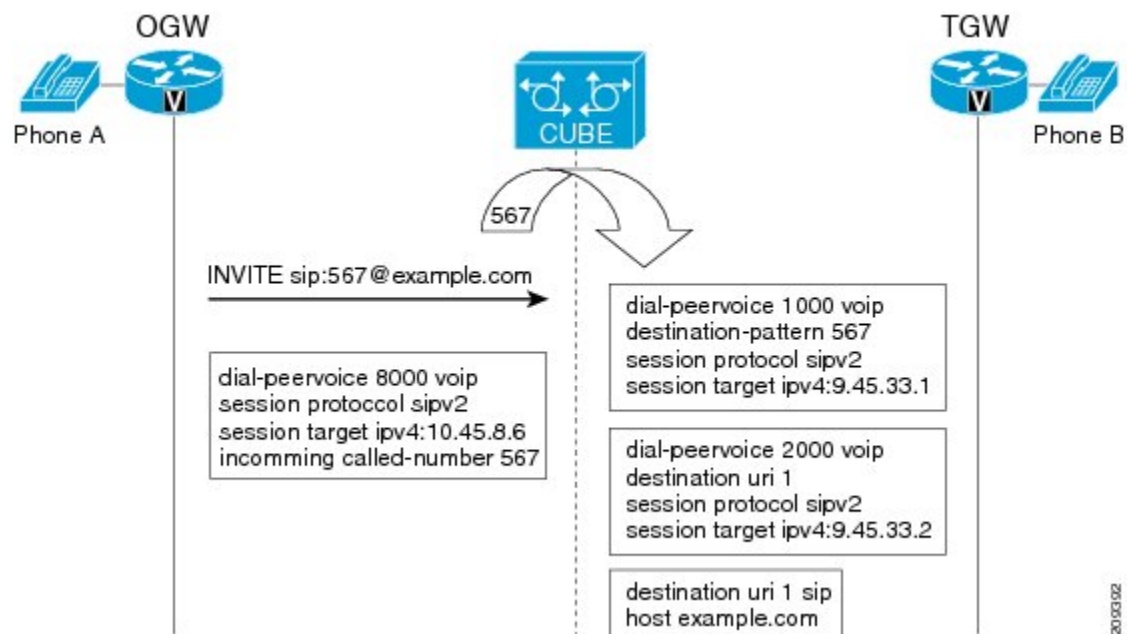 OGW
TGW
V
V
Phone A
CUBE
Phone B
567
INVITE sip:567@example.com
dial-peervoice 8000 voip
session protoccol sipv2
session target ipv4:10.45.8.6
incomming called-number 567
dial-peervoice 1000 voip
destination-pattern 567
session protocol sipv2
session target ipv4:9.45.33.1
dial-peervoice 2000 voip
destination uri 1
session protocol sipv2
session target ipv4:9.45.33.2
destination uri 1 sip
host example.com
209392